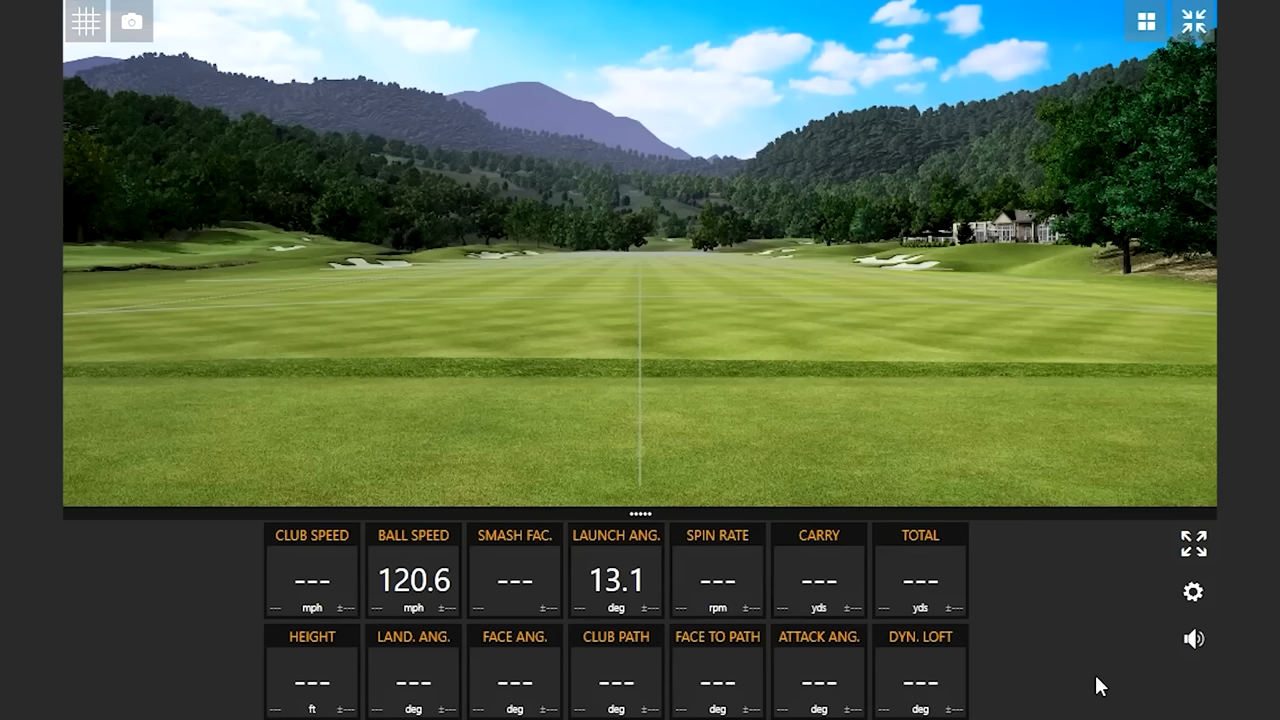 CLUB SPEED BALL SPEED SMASH FAC. LAUNCH ANG. SPIN RATE CARRY TOTAL
--- 120.6 --- 13.1 --- --- ---
--- mph ±--- --- mph ±--- --- ±--- --- deg ±--- --- rpm ±--- --- yds ±--- --- yds ±---
HEIGHT LAND. ANG. FACE ANG. CLUB PATH FACE TO PATH ATTACK ANG. DYN. LOFT
--- --- --- --- --- --- ---
--- ft ±--- --- deg ±--- --- deg ±--- --- deg ±--- --- deg ±--- --- deg ±--- --- deg ±---